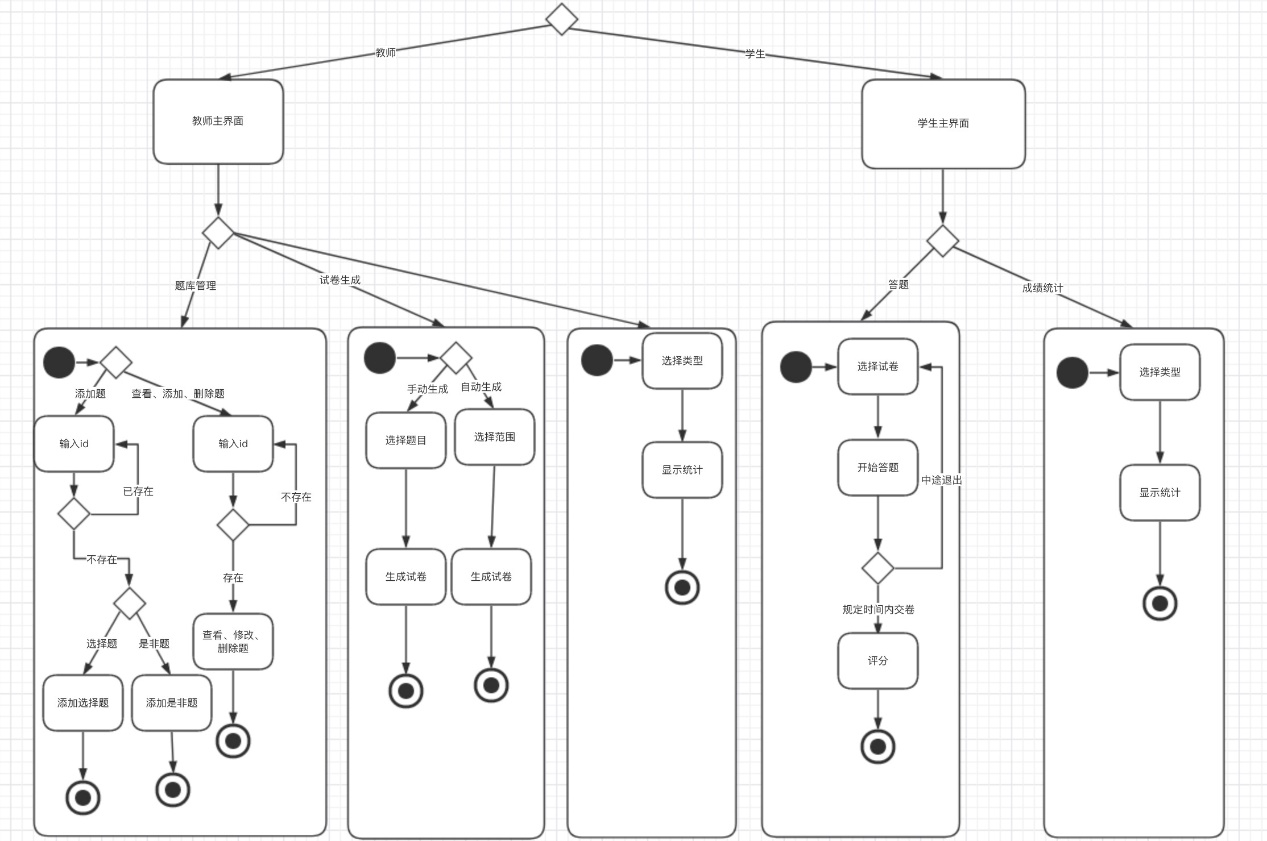 教师
学生
教师主界面
学生主界面
题库管理
试卷生成
答题
成绩统计
添加题
查看、添加、删除题
输入id
输入id
已存在
不存在
不存在
存在
选择题
是非题
查看、修改、
删除题
添加选择题
添加是非题
手动生成
自动生成
选择题目
选择范围
生成试卷
生成试卷
选择类型
显示统计
选择试卷
开始答题
中途退出
规定时间内交卷
评分
选择类型
显示统计